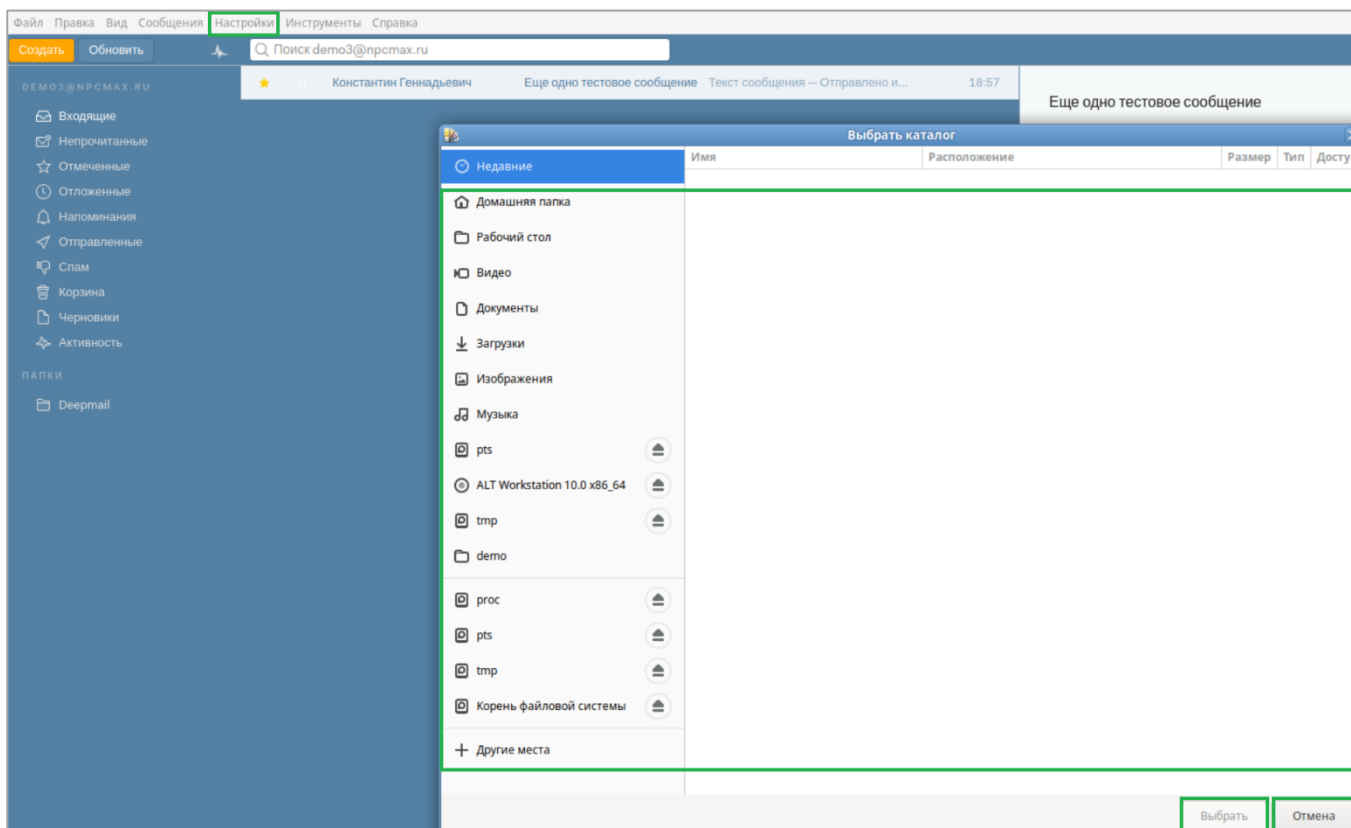 Файл Правка Вид Сообщения Настройки Инструменты Справка
Создать Обновить Поиск demo3@npcmax.ru
DEMO3@NPCMAX.RU
Входящие
Непрочитанные
Отмеченные
Отложенные
Напоминания
Отправленные
Спам
Корзина
Черновики
Активность
ПАПКИ
Deepmail
Константин Геннадьевич Еще одно тестовое сообщение Текст сообщения -- Отправлено и... 18:57
Еще одно тестовое сообщение
Выбрать каталог
Имя Расположение Размер Тип Досту
Недавние
Домашняя папка
Рабочий стол
Видео
Документы
Загрузки
Изображения
Музыка
pts
ALT Workstation 10.0 x86_64
tmp
demo
proc
pts
tmp
Корень файловой системы
Другие места
Выбрать Отмена